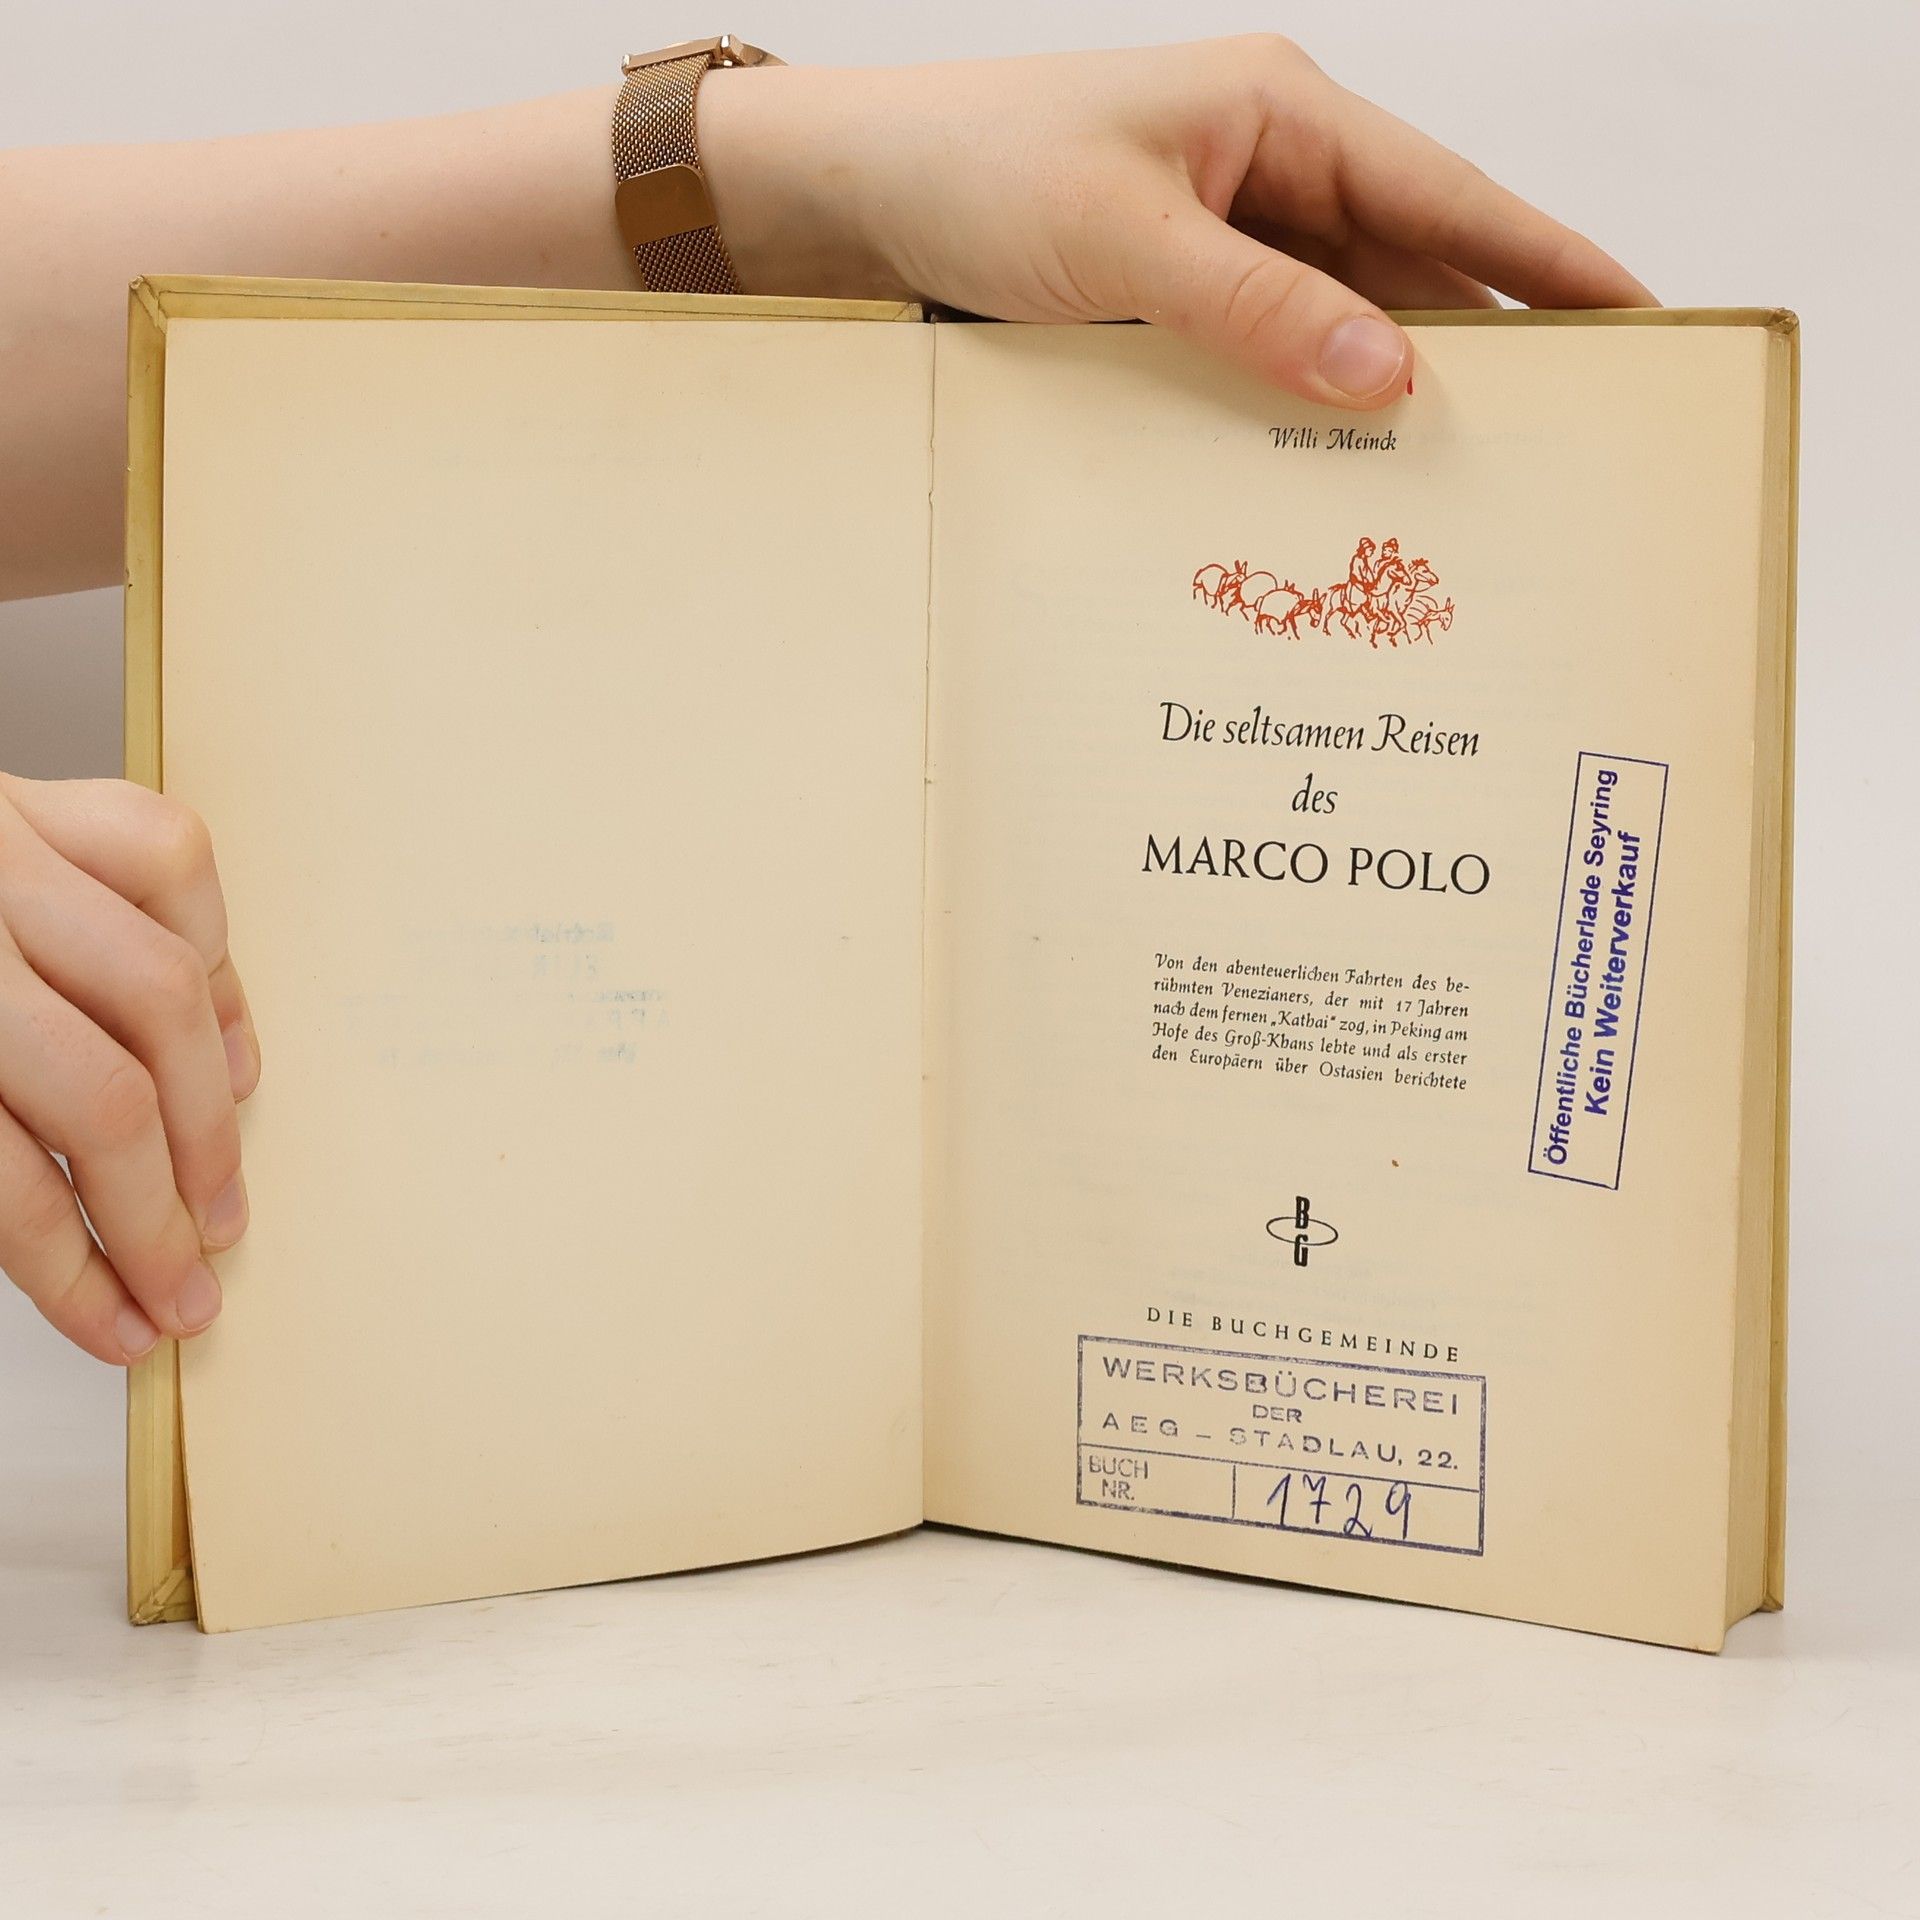 Willi Meinck
Die seltsamen Reisen
des
MARCO POLO
Von den abenteuerlichen Fahrten des be-
rühmten Venezianers, der mit 17 Jahren
nach dem fernen „Kathai“ zog, in Peking am
Hofe des Groß-Khans lebte und als erster
den Europäern über Ostasien berichtete
Öffentliche Bücherlade Seyring
Kein Weiterverkauf
B
G
DIE BUCHGEMEINDE
WERKSBÜCHEREI
DER
AEG – STADLAU, 22.
BUCH
NR.
1729